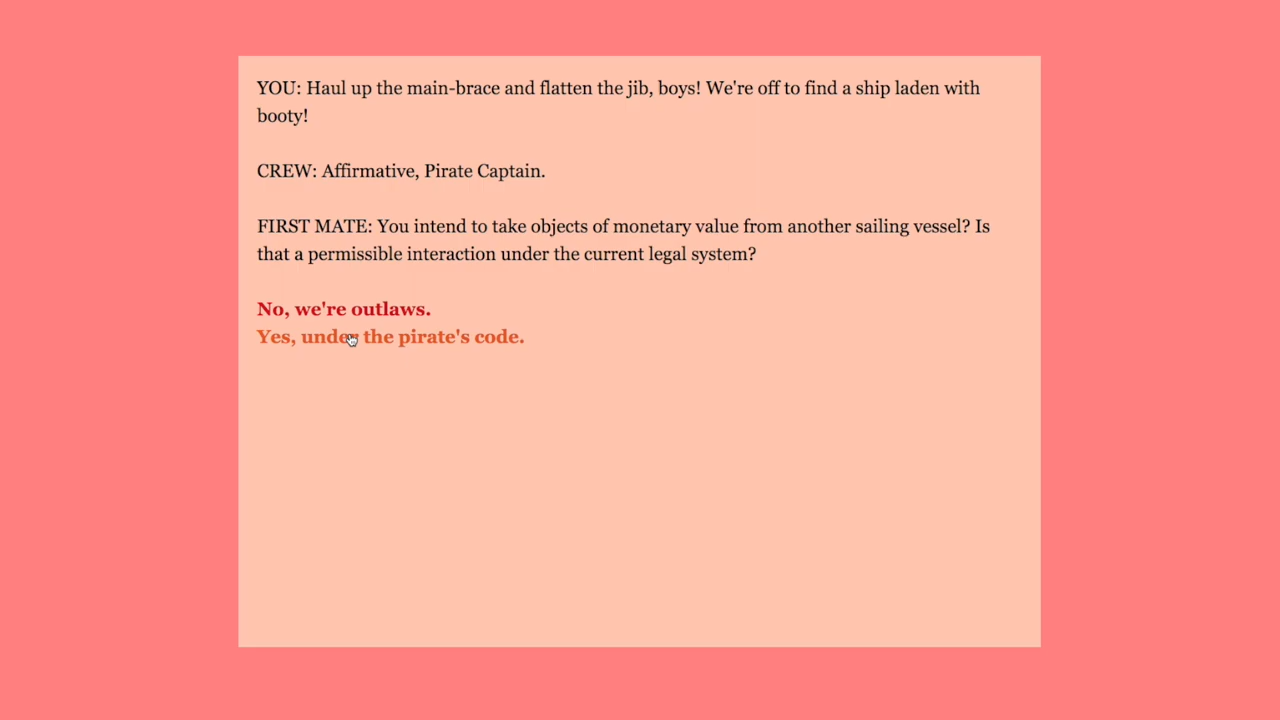 YOU: Haul up the main-brace and flatten the jib, boys! We're off to find a ship laden with
booty!
CREW: Affirmative, Pirate Captain.
FIRST MATE: You intend to take objects of monetary value from another sailing vessel? Is
that a permissible interaction under the current legal system?
No, we're outlaws.
Yes, under the pirate's code.